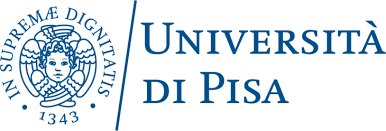 IN SUPREMÆ DIGNITATIS
· 1343 ·
UNIVERSITÀ
DI PISA